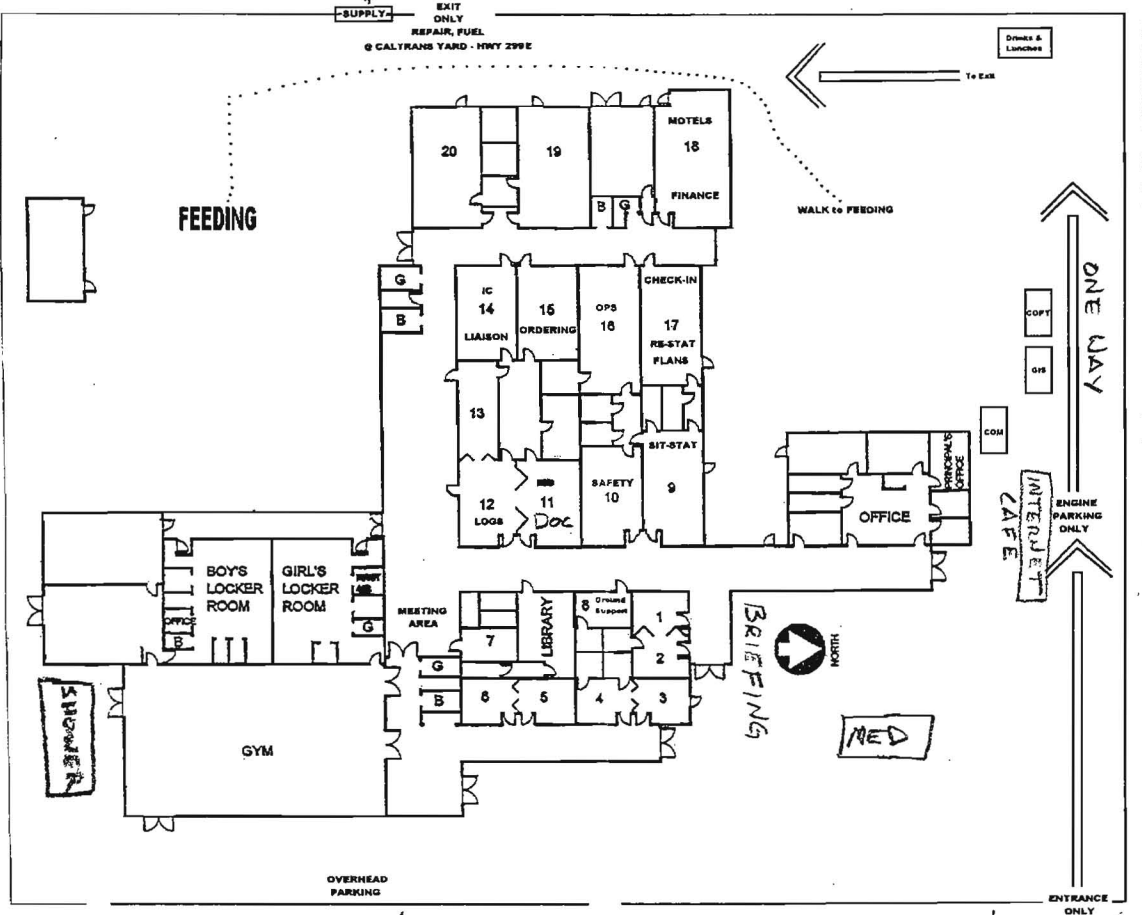 SUPPLY
EXIT
ONLY
REPAIR, FUEL
@ CALTRANS YARD - HWY 299E
Drinks &
Lunches
To Exit
MOTELS
20
19
18
FEEDING
B
G
FINANCE
WALK to FEEDING
G
B
IC
14
LIAISON
15
ORDERING
OPS
16
CHECK-IN
17
RE-STAT
PLANS
ONE WAY
COPT
GIS
COM
13
SIT-STAT
9
12
LOGS
11
DOC
SAFETY
10
PRINCIPAL'S
OFFICE
OFFICE
INTERNET
CAFE
ENGINE
PARKING
ONLY
BOY'S
LOCKER
ROOM
GIRL'S
LOCKER
ROOM
OFFICE
B
G
MEETING
AREA
7
LIBRARY
8
Ground
Support
1
2
BRIEFING
NORTH
G
B
6
5
4
3
SHOWER
GYM
MED
OVERHEAD
PARKING
ENTRANCE
ONLY